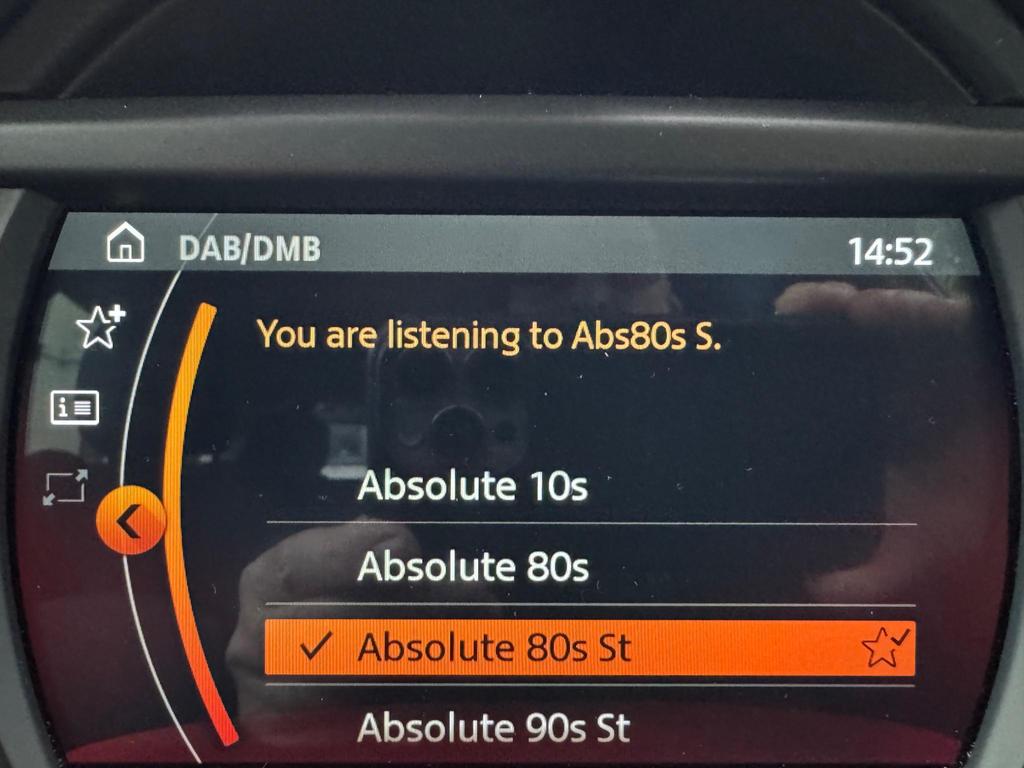 DAB/DMB 14:52
You are listening to Abs80s S.
Absolute 10s
Absolute 80s
Absolute 80s St
Absolute 90s St